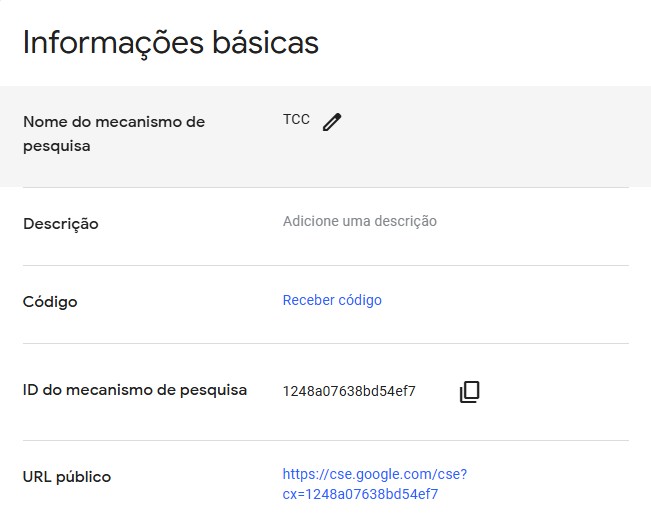 Informações básicas
Nome do mecanismo de
pesquisa
TCC
Descrição
Adicione uma descrição
Código
Receber código
ID do mecanismo de pesquisa
1248a07638bd54ef7
URL público
https://cse.google.com/cse?
cx=1248a07638bd54ef7